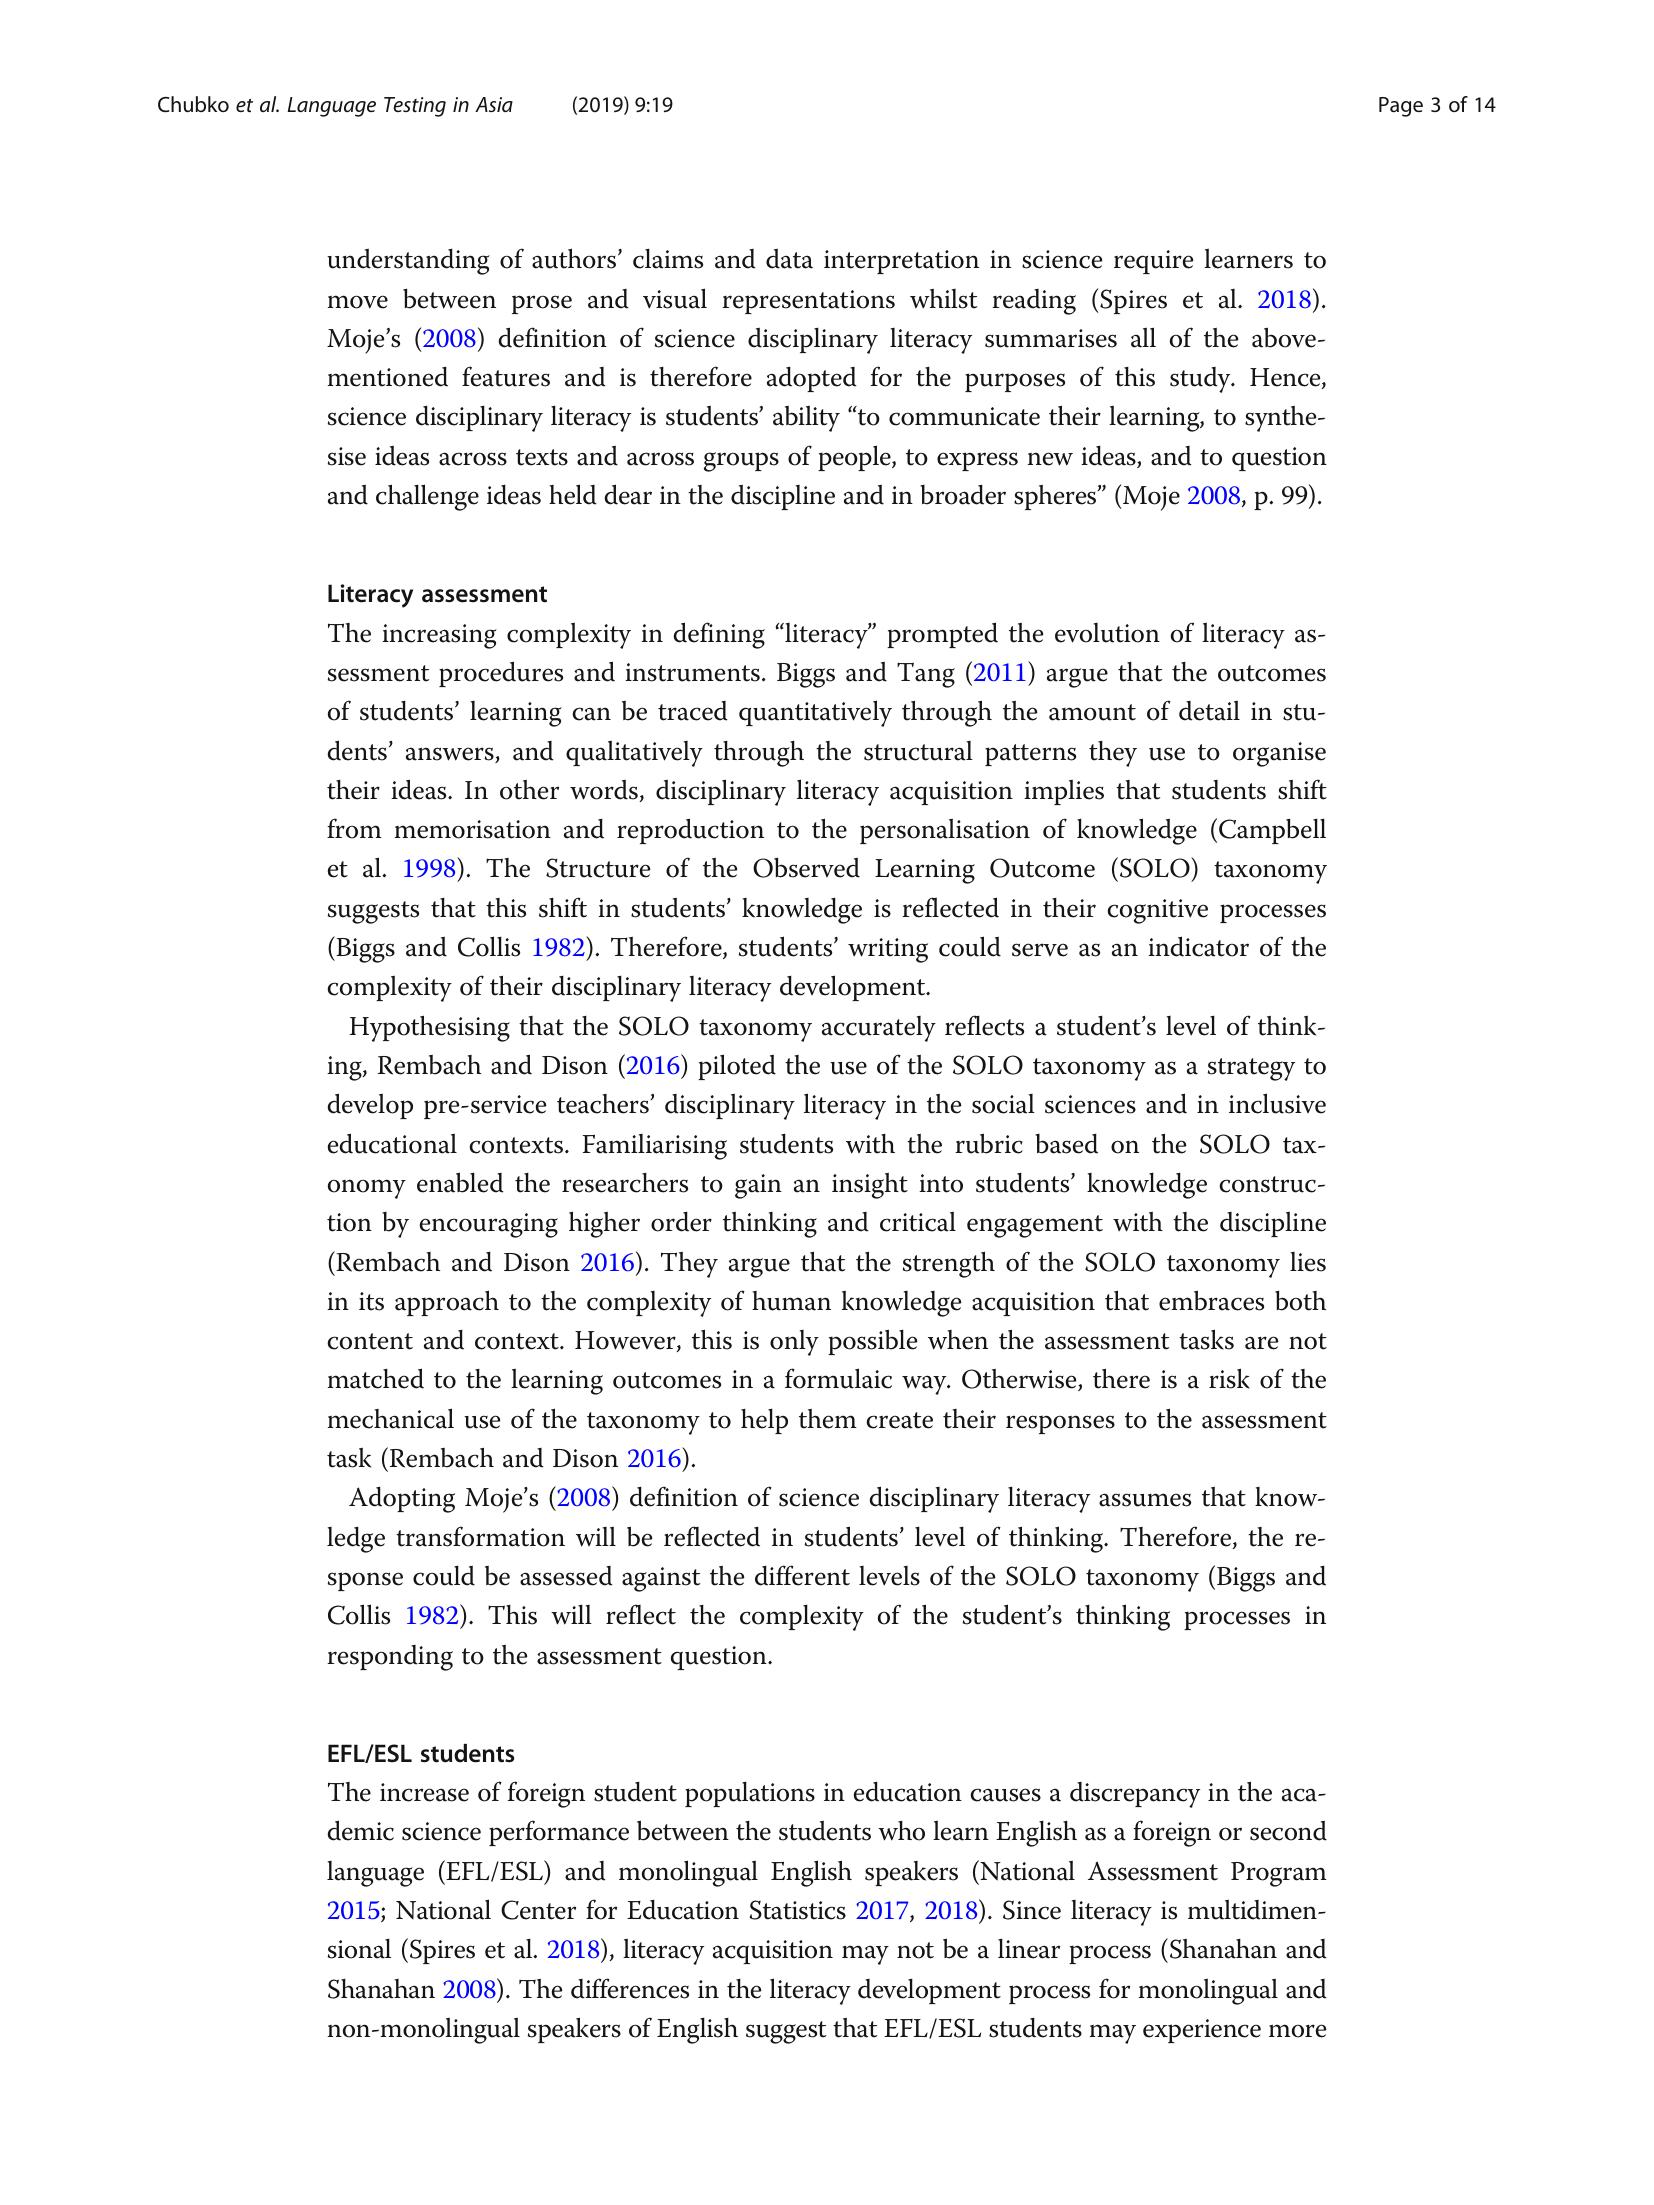 Chubko et al. Language Testing in Asia (2019) 9:19 Page 3 of 14
understanding of authors’ claims and data interpretation in science require learners to
move between prose and visual representations whilst reading (Spires et al. 2018).
Moje’s (2008) definition of science disciplinary literacy summarises all of the above-
mentioned features and is therefore adopted for the purposes of this study. Hence,
science disciplinary literacy is students’ ability “to communicate their learning, to synthe-
sise ideas across texts and across groups of people, to express new ideas, and to question
and challenge ideas held dear in the discipline and in broader spheres” (Moje 2008, p. 99).
Literacy assessment
The increasing complexity in defining “literacy” prompted the evolution of literacy as-
sessment procedures and instruments. Biggs and Tang (2011) argue that the outcomes
of students’ learning can be traced quantitatively through the amount of detail in stu-
dents’ answers, and qualitatively through the structural patterns they use to organise
their ideas. In other words, disciplinary literacy acquisition implies that students shift
from memorisation and reproduction to the personalisation of knowledge (Campbell
et al. 1998). The Structure of the Observed Learning Outcome (SOLO) taxonomy
suggests that this shift in students’ knowledge is reflected in their cognitive processes
(Biggs and Collis 1982). Therefore, students’ writing could serve as an indicator of the
complexity of their disciplinary literacy development.
Hypothesising that the SOLO taxonomy accurately reflects a student’s level of think-
ing, Rembach and Dison (2016) piloted the use of the SOLO taxonomy as a strategy to
develop pre-service teachers’ disciplinary literacy in the social sciences and in inclusive
educational contexts. Familiarising students with the rubric based on the SOLO tax-
onomy enabled the researchers to gain an insight into students’ knowledge construc-
tion by encouraging higher order thinking and critical engagement with the discipline
(Rembach and Dison 2016). They argue that the strength of the SOLO taxonomy lies
in its approach to the complexity of human knowledge acquisition that embraces both
content and context. However, this is only possible when the assessment tasks are not
matched to the learning outcomes in a formulaic way. Otherwise, there is a risk of the
mechanical use of the taxonomy to help them create their responses to the assessment
task (Rembach and Dison 2016).
Adopting Moje’s (2008) definition of science disciplinary literacy assumes that know-
ledge transformation will be reflected in students’ level of thinking. Therefore, the re-
sponse could be assessed against the different levels of the SOLO taxonomy (Biggs and
Collis 1982). This will reflect the complexity of the student’s thinking processes in
responding to the assessment question.
EFL/ESL students
The increase of foreign student populations in education causes a discrepancy in the aca-
demic science performance between the students who learn English as a foreign or second
language (EFL/ESL) and monolingual English speakers (National Assessment Program
2015; National Center for Education Statistics 2017, 2018). Since literacy is multidimen-
sional (Spires et al. 2018), literacy acquisition may not be a linear process (Shanahan and
Shanahan 2008). The differences in the literacy development process for monolingual and
non-monolingual speakers of English suggest that EFL/ESL students may experience more